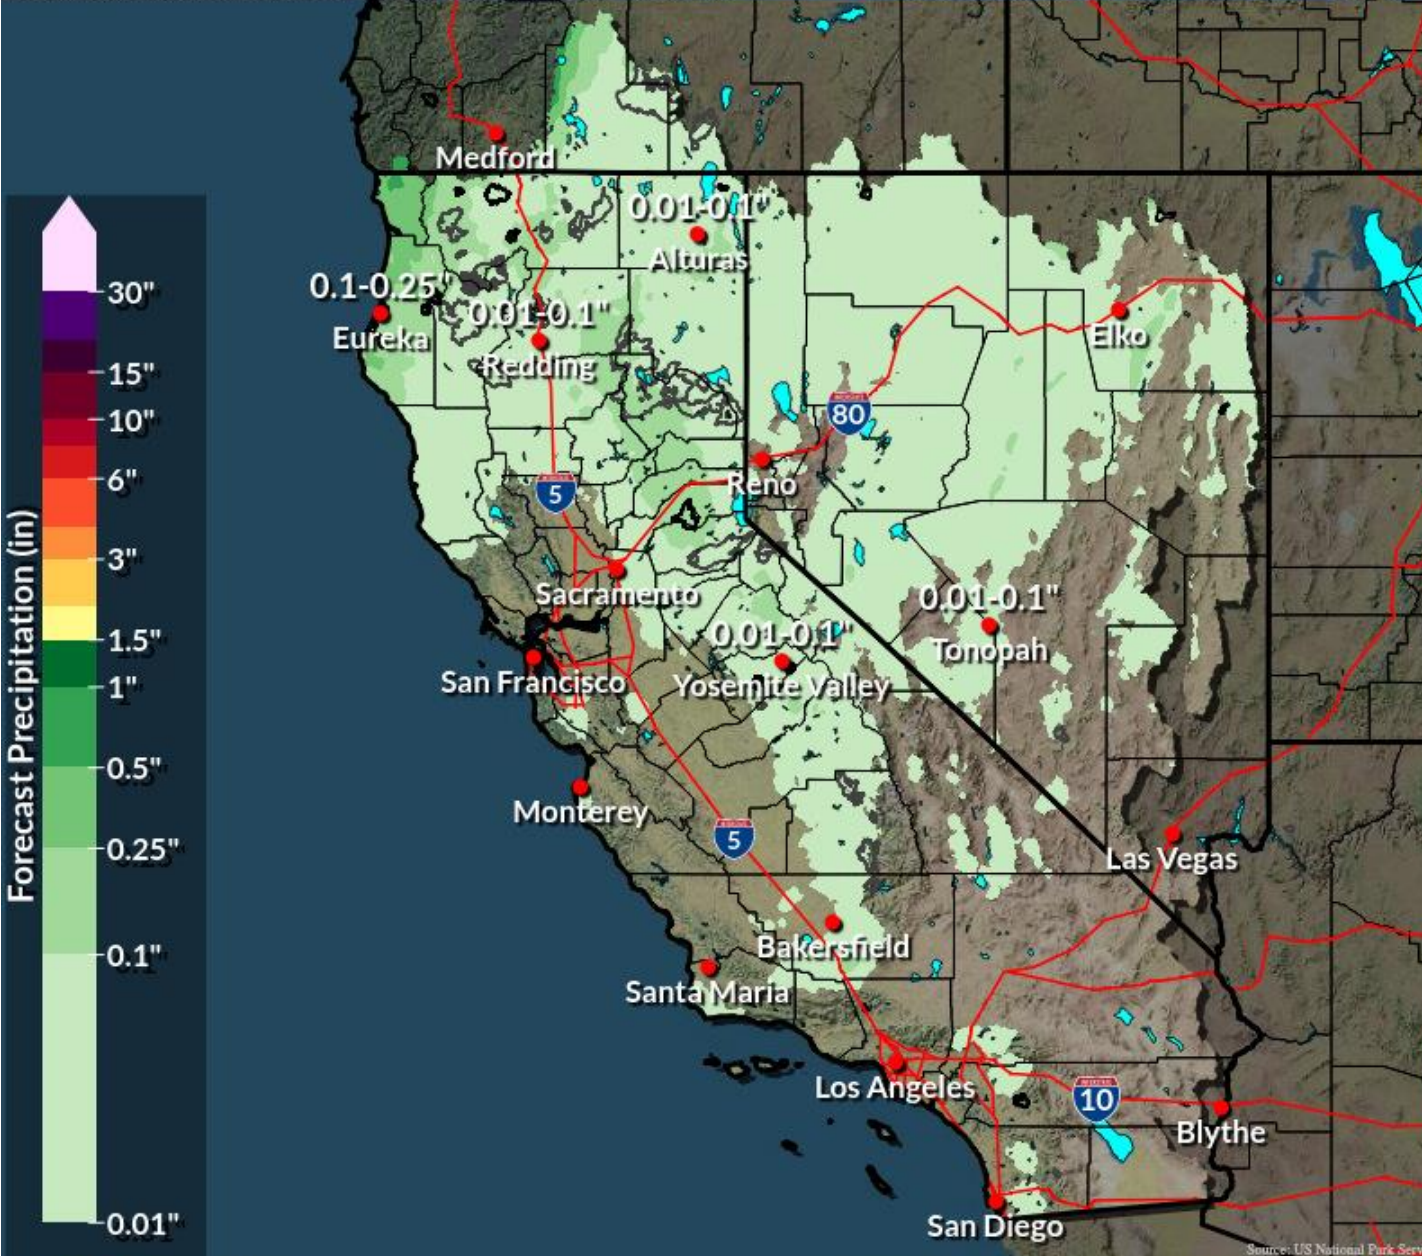 Medford
0.01-0.1"
Alturas
0.1-0.25"
Eureka
0.01-0.1"
Redding
Elko
80
Reno
5
Sacramento
0.01-0.1"
Tonopah
0.01-0.1"
Yosemite Valley
San Francisco
Monterey
5
Las Vegas
Bakersfield
Santa Maria
Los Angeles
10
Blythe
San Diego
Forecast Precipitation (in)
30"
15"
10"
6"
3"
1.5"
1"
0.5"
0.25"
0.1"
0.01"
Source: US National Park Ser